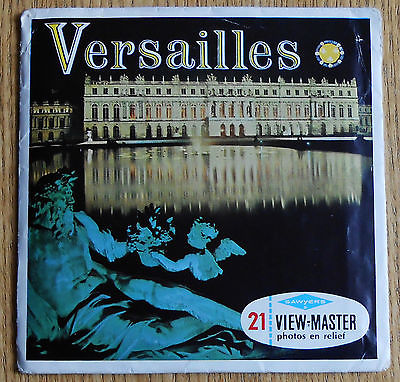 Versailles
SAWYER'S
21 VIEW-MASTER
photos en relief